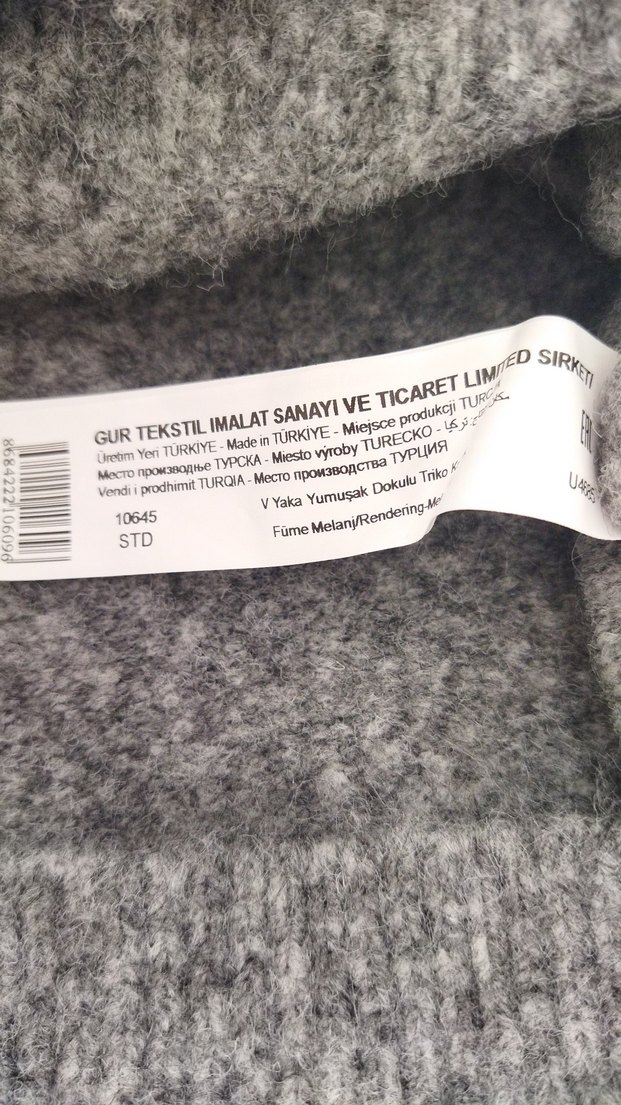 GUR TEKSTIL IMALAT SANAYI VE TICARET LIMITED SIRKETI
Üretim Yeri TÜRKİYE - Made in TÜRKİYE - Miejsce produkcji
Место производње ТУРСКА - Miesto výroby TURECKO -
Vendi i prodhimit TURQIA - Место производства ТУРЦИЯ
10645
STD
V Yaka Yumuşak Dokulu Triko
Füme Melanj/Rendering-
8684222106096